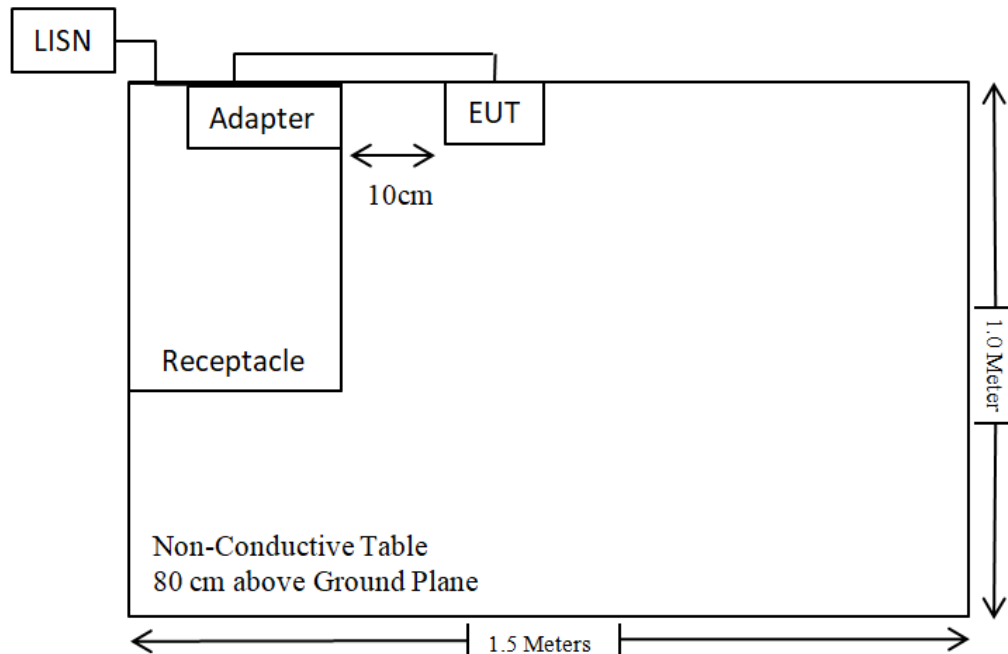 LISN
Adapter
EUT
10cm
Receptacle
1.0 Meter
Non-Conductive Table
80 cm above Ground Plane
1.5 Meters